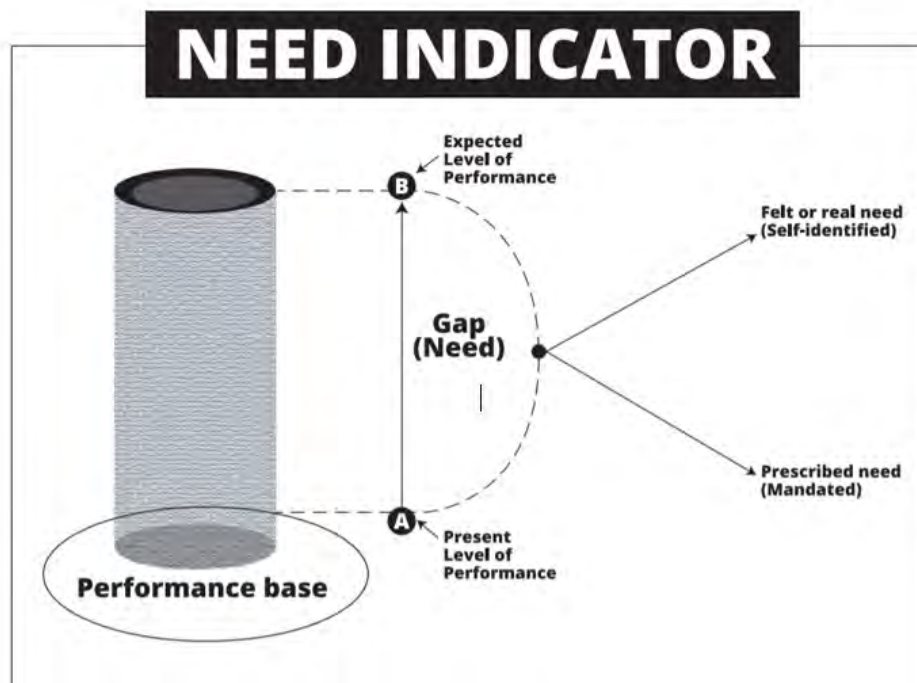 NEED INDICATOR
Expected
Level of
Performance
B
Felt or real need
(Self-identified)
Gap
(Need)
Prescribed need
(Mandated)
A
Present
Level of
Performance
Performance base